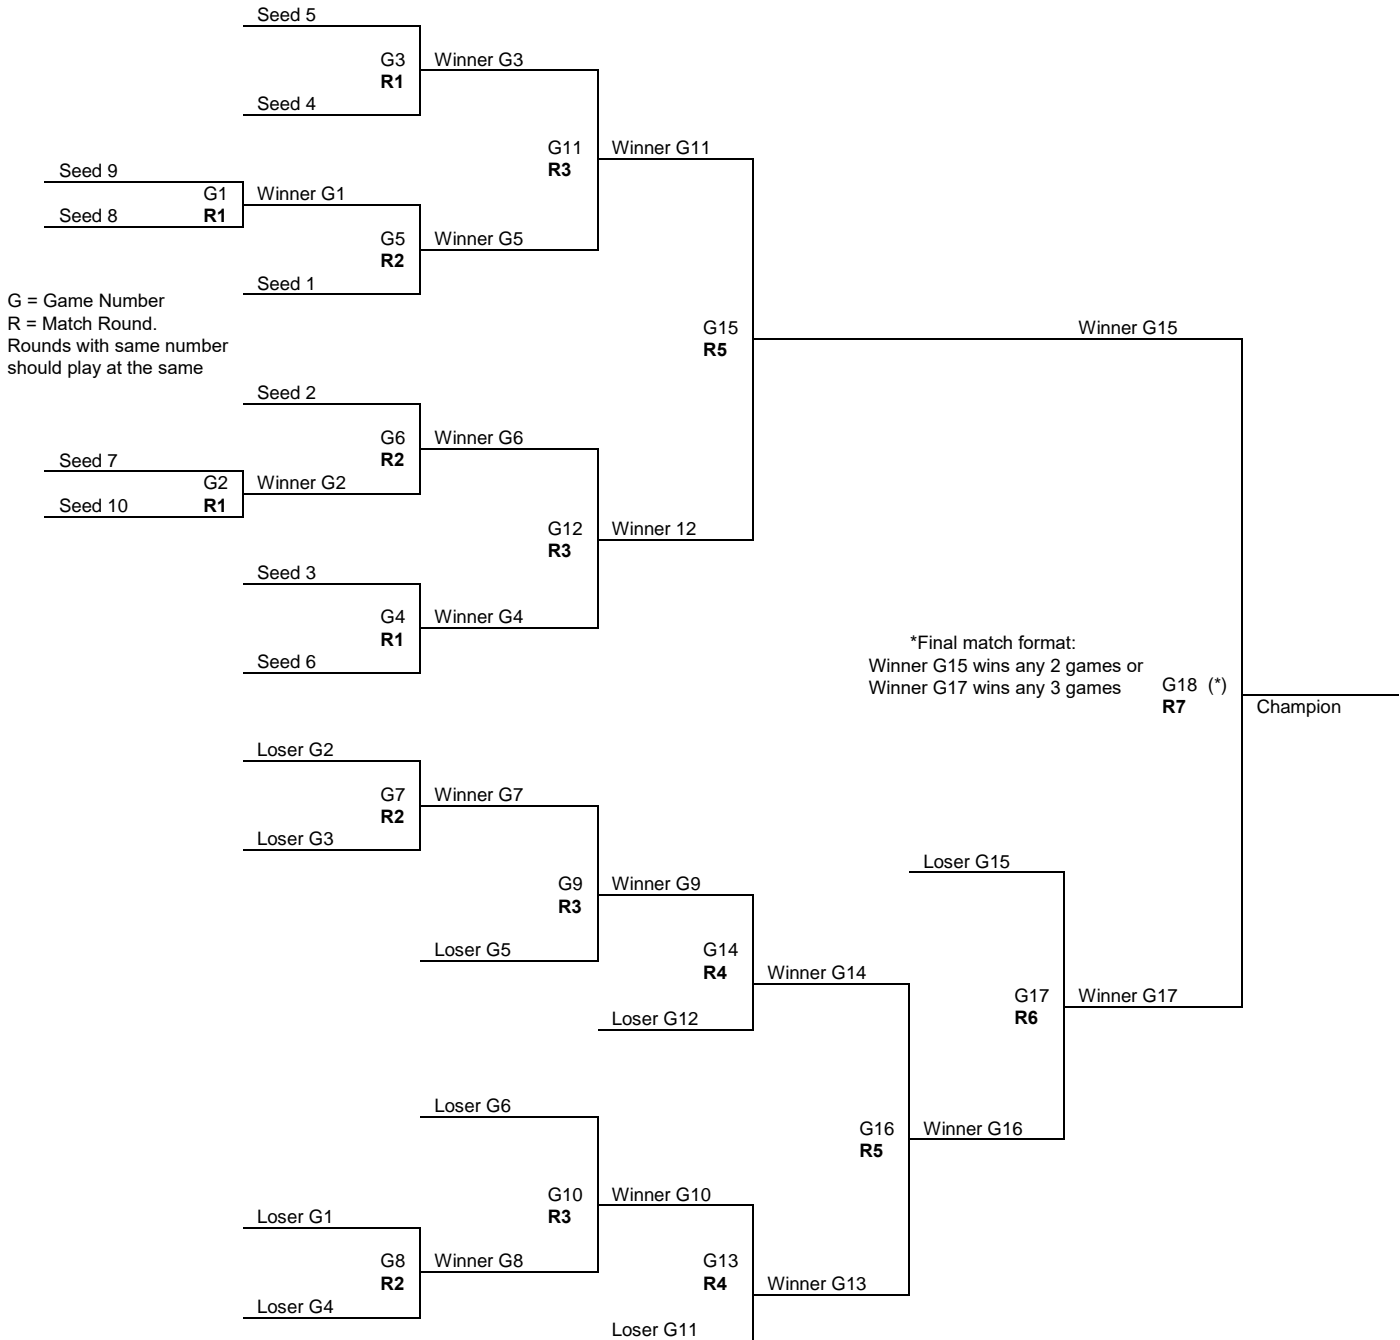 Seed 5
G3
Winner G3
R1
Seed 4
G11
Winner G11
R3
Seed 9
G1
Winner G1
Seed 8
R1
G5
Winner G5
R2
Seed 1
G = Game Number
R = Match Round.
Rounds with same number
should play at the same
G15
R5
Winner G15
Seed 2
G6
Winner G6
R2
Seed 7
G2
Winner G2
Seed 10
R1
G12
Winner 12
R3
Seed 3
G4
Winner G4
R1
Seed 6
*Final match format:
Winner G15 wins any 2 games or
Winner G17 wins any 3 games
G18 (*)
R7
Champion
Loser G2
G7
Winner G7
R2
Loser G3
Loser G15
G9
Winner G9
R3
Loser G5
G14
R4
Winner G14
G17
Winner G17
R6
Loser G12
Loser G6
G16
Winner G16
R5
G10
Winner G10
R3
Loser G1
G8
Winner G8
R2
G13
R4
Winner G13
Loser G4
Loser G11